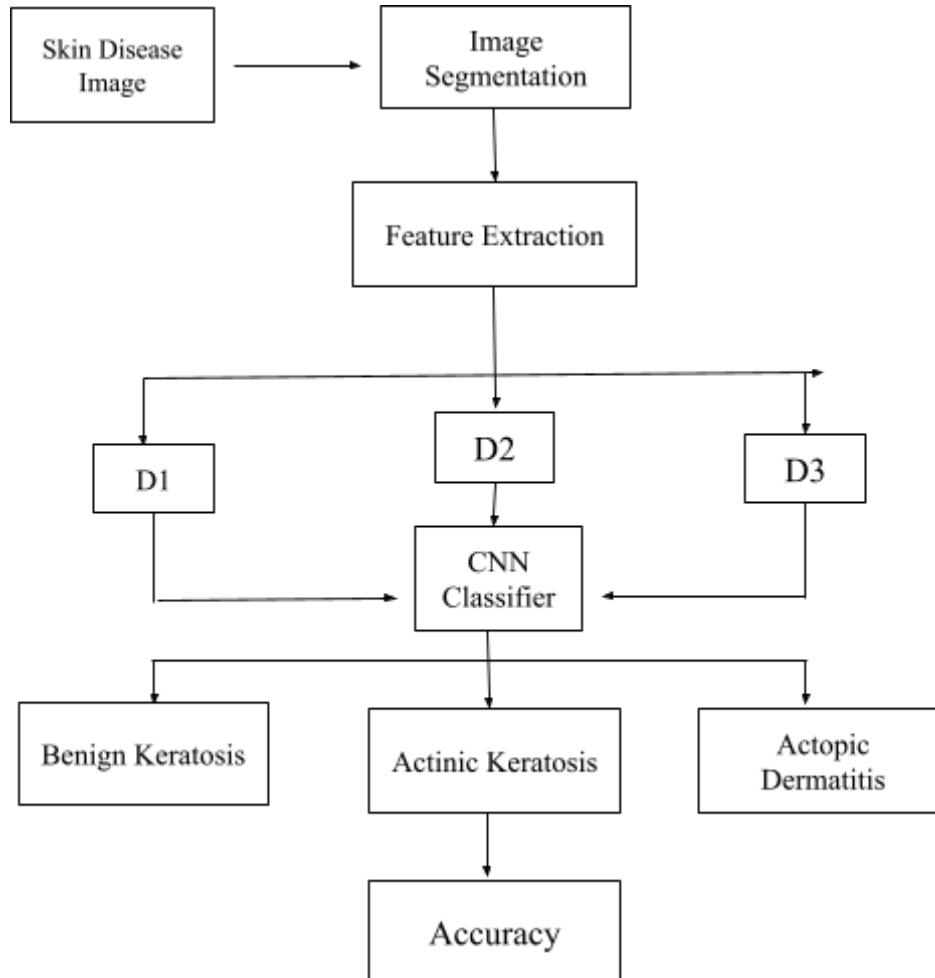 Skin Disease
Image
Image
Segmentation
Feature Extraction
D1
D2
D3
CNN
Classifier
Benign Keratosis
Actinic Keratosis
Actopic
Dermatitis
Accuracy